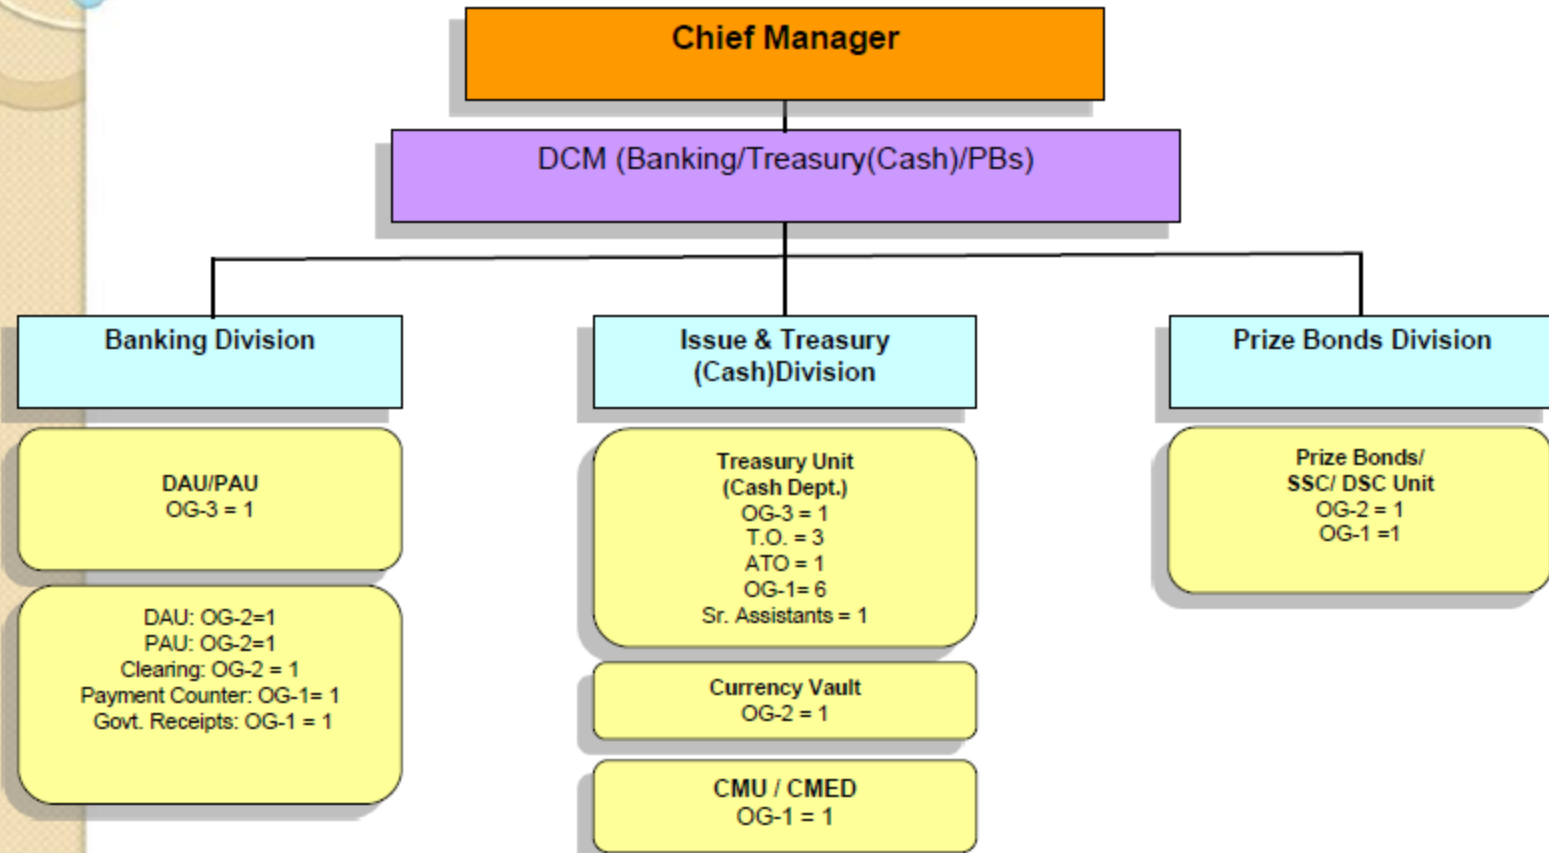 Chief Manager
DCM (Banking/Treasury(Cash)/PBs)
Banking Division
DAU/PAU
OG-3 = 1
DAU: OG-2=1
PAU: OG-2=1
Clearing: OG-2 = 1
Payment Counter: OG-1= 1
Govt. Receipts: OG-1 = 1
Issue & Treasury
(Cash)Division
Treasury Unit
(Cash Dept.)
OG-3 = 1
T.O. = 3
ATO = 1
OG-1= 6
Sr. Assistants = 1
Currency Vault
OG-2 = 1
CMU / CMED
OG-1 = 1
Prize Bonds Division
Prize Bonds/
SSC/ DSC Unit
OG-2 = 1
OG-1 =1